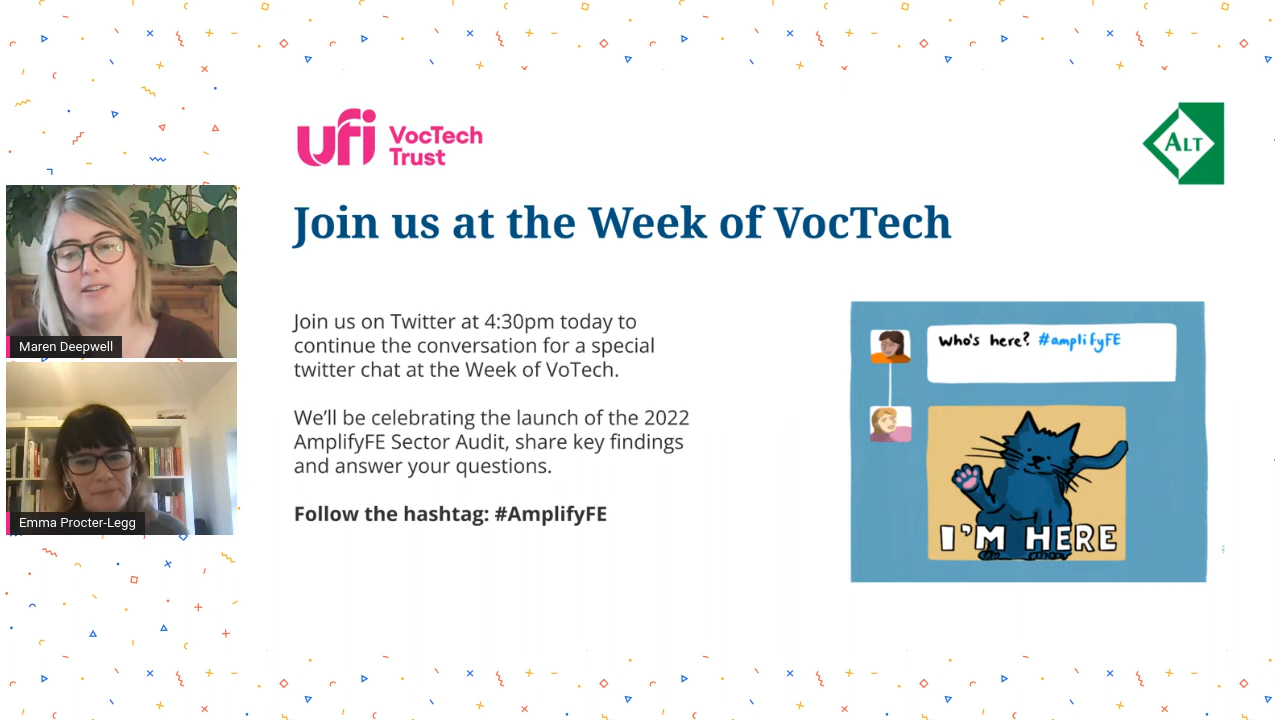 ufi VocTech
Trust
ALT
Join us at the Week of VocTech
Maren Deepwell
Emma Procter-Legg
Join us on Twitter at 4:30pm today to
continue the conversation for a special
twitter chat at the Week of VoTech.
We'll be celebrating the launch of the 2022
AmplifyFE Sector Audit, share key findings
and answer your questions.
Follow the hashtag: #AmplifyFE
Who's here? #amplifyFE
I'M HERE